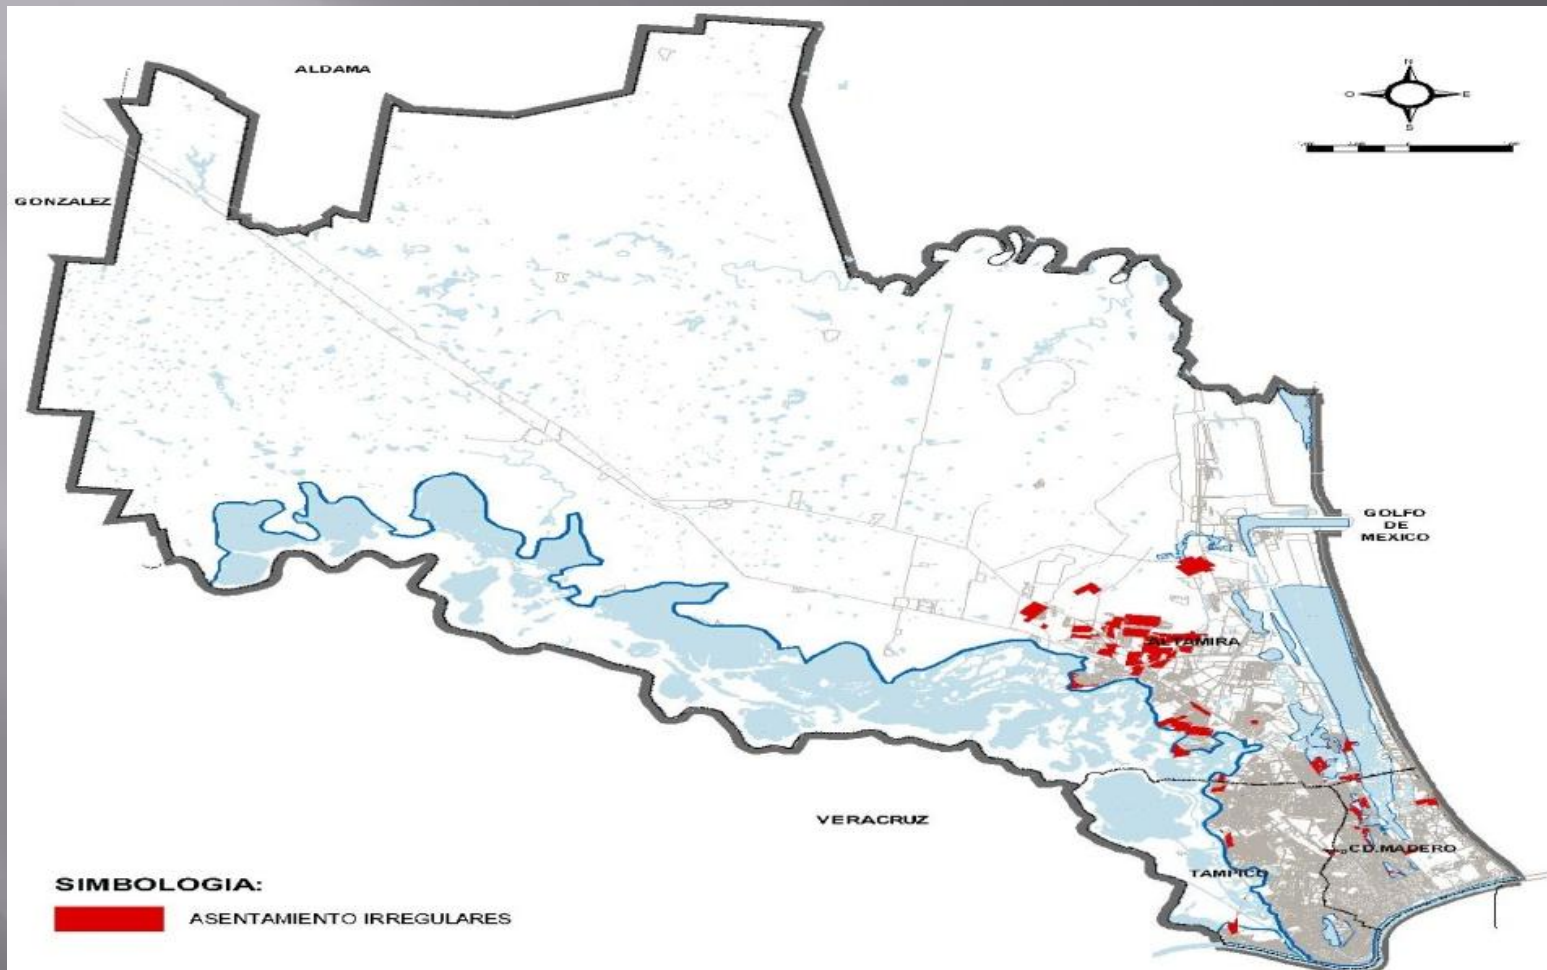 ALDAMA
N
O
E
S
GONZALEZ
GOLFO
DE
MEXICO
ALTAMIRA
VERACRUZ
CD.MADERO
TAMPICO
SIMBOLOGIA:
ASENTAMIENTO IRREGULARES